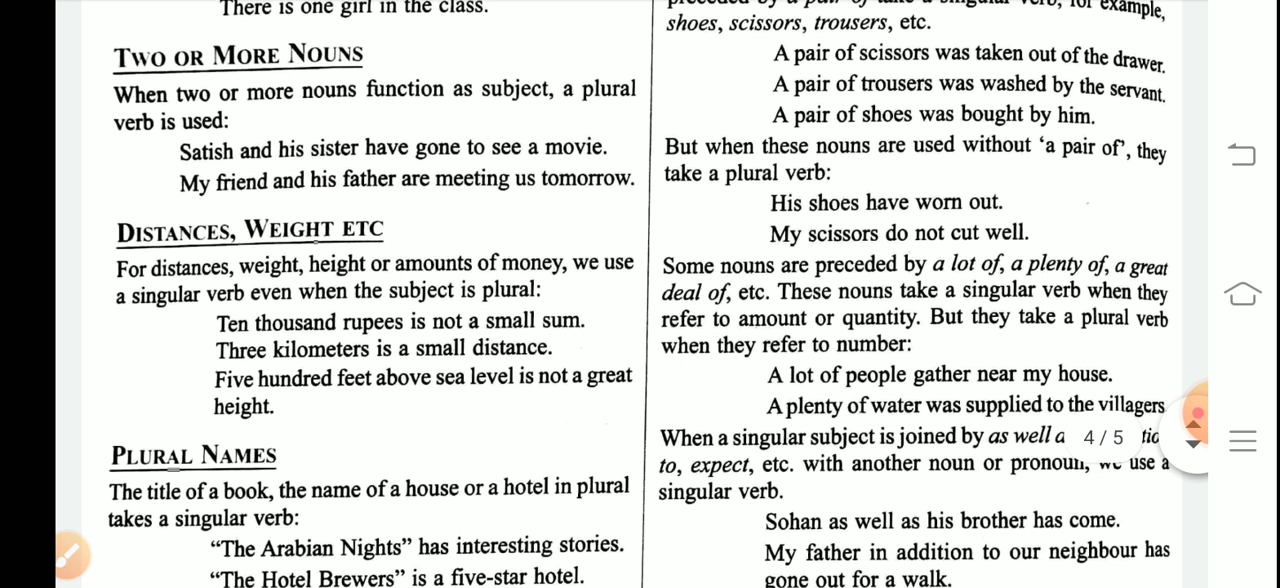 There is one girl in the class.
TWO OR MORE NOUNS
When two or more nouns function as subject, a plural
verb is used:
Satish and his sister have gone to see a movie.
My friend and his father are meeting us tomorrow.
DISTANCES, WEIGHT ETC
For distances, weight, height or amounts of money, we use
a singular verb even when the subject is plural:
Ten thousand rupees is not a small sum.
Three kilometers is a small distance.
Five hundred feet above sea level is not a great
height.
PLURAL NAMES
The title of a book, the name of a house or a hotel in plural
takes a singular verb:
“The Arabian Nights” has interesting stories.
“The Hotel Brewers” is a five-star hotel.
preceded by a pair of take a singular verb, for example,
shoes, scissors, trousers, etc.
A pair of scissors was taken out of the drawer.
A pair of trousers was washed by the servant.
A pair of shoes was bought by him.
But when these nouns are used without ‘a pair of’, they
take a plural verb:
His shoes have worn out.
My scissors do not cut well.
Some nouns are preceded by a lot of, a plenty of, a great
deal of, etc. These nouns take a singular verb when they
refer to amount or quantity. But they take a plural verb
when they refer to number:
A lot of people gather near my house.
A plenty of water was supplied to the villagers
When a singular subject is joined by as well
to, expect, etc. with another noun or pronoun, we use a
singular verb.
Sohan as well as his brother has come.
My father in addition to our neighbour has
gone out for a walk.
4/5